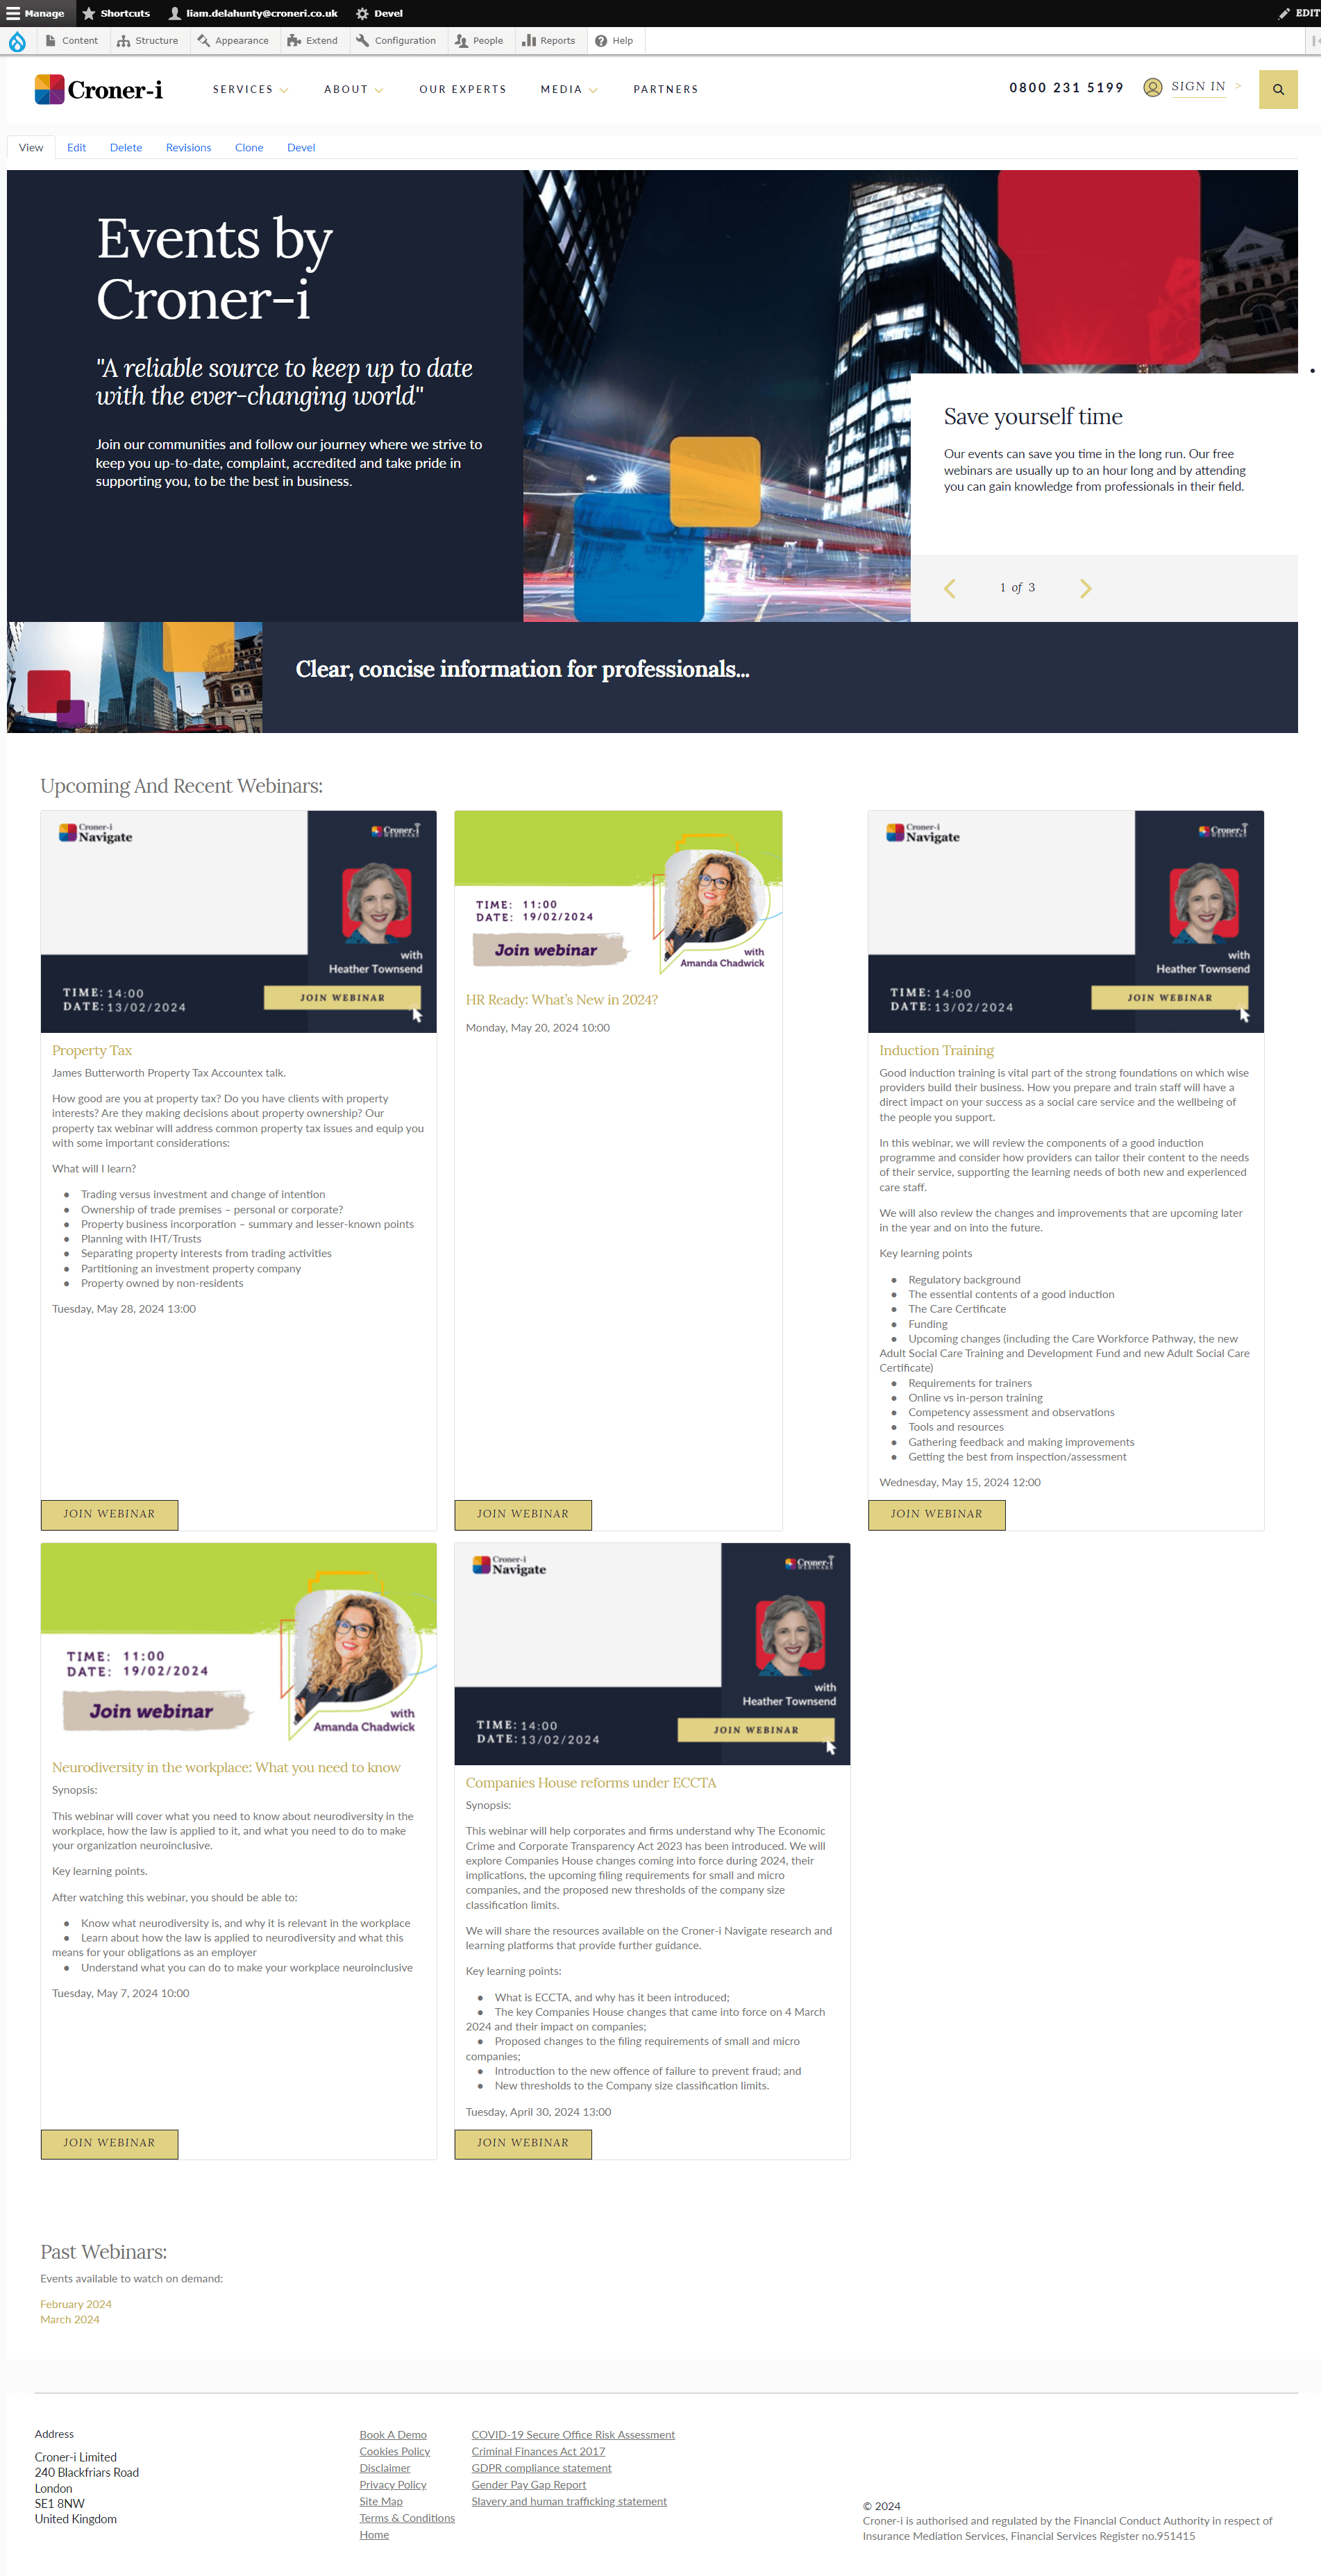 Manage Shortcuts liam.delahunty@croneri.co.uk Devel EDIT
Content Structure Appearance Extend Configuration People Reports Help
Croner-i SERVICES ABOUT OUR EXPERTS MEDIA PARTNERS 0800 231 5199 SIGN IN >
View Edit Delete Revisions Clone Devel
Events by
Croner-i
"A reliable source to keep up to date
with the ever-changing world"
Join our communities and follow our journey where we strive to
keep you up-to-date, complaint, accredited and take pride in
supporting you, to be the best in business.
Save yourself time
Our events can save you time in the long run. Our free
webinars are usually up to an hour long and by attending
you can gain knowledge from professionals in their field.
1 of 3
Clear, concise information for professionals...
Upcoming And Recent Webinars:
Croner-i
Navigate
Croner-i
WEBINARS
with
Heather Townsend
TIME: 14:00
DATE: 13/02/2024
JOIN WEBINAR
Property Tax
James Butterworth Property Tax Accountex talk.
How good are you at property tax? Do you have clients with property
interests? Are they making decisions about property ownership? Our
property tax webinar will address common property tax issues and equip you
with some important considerations:
What will I learn?
● Trading versus investment and change of intention
● Ownership of trade premises – personal or corporate?
● Property business incorporation – summary and lesser-known points
● Planning with IHT/Trusts
● Separating property interests from trading activities
● Partitioning an investment property company
● Property owned by non-residents
Tuesday, May 28, 2024 13:00
JOIN WEBINAR
TIME: 11:00
DATE: 19/02/2024
Join webinar
with
Amanda Chadwick
HR Ready: What's New in 2024?
Monday, May 20, 2024 10:00
JOIN WEBINAR
Croner-i
Navigate
Croner-i
WEBINARS
with
Heather Townsend
TIME: 14:00
DATE: 13/02/2024
JOIN WEBINAR
Induction Training
Good induction training is vital part of the strong foundations on which wise
providers build their business. How you prepare and train staff will have a
direct impact on your success as a social care service and the wellbeing of
the people you support.
In this webinar, we will review the components of a good induction
programme and consider how providers can tailor their content to the needs
of their service, supporting the learning needs of both new and experienced
care staff.
We will also review the changes and improvements that are upcoming later
in the year and on into the future.
Key learning points
● Regulatory background
● The essential contents of a good induction
● The Care Certificate
● Funding
● Upcoming changes (including the Care Workforce Pathway, the new
Adult Social Care Training and Development Fund and new Adult Social Care
Certificate)
● Requirements for trainers
● Online vs in-person training
● Competency assessment and observations
● Tools and resources
● Gathering feedback and making improvements
● Getting the best from inspection/assessment
Wednesday, May 15, 2024 12:00
JOIN WEBINAR
TIME: 11:00
DATE: 19/02/2024
Join webinar
with
Amanda Chadwick
Neurodiversity in the workplace: What you need to know
Synopsis:
This webinar will cover what you need to know about neurodiversity in the
workplace, how the law is applied to it, and what you need to do to make
your organization neuroinclusive.
Key learning points.
After watching this webinar, you should be able to:
● Know what neurodiversity is, and why it is relevant in the workplace
● Learn about how the law is applied to neurodiversity and what this
means for your obligations as an employer
● Understand what you can do to make your workplace neuroinclusive
Tuesday, May 7, 2024 10:00
JOIN WEBINAR
Croner-i
Navigate
Croner-i
WEBINARS
with
Heather Townsend
TIME: 14:00
DATE: 13/02/2024
JOIN WEBINAR
Companies House reforms under ECCTA
Synopsis:
This webinar will help corporates and firms understand why The Economic
Crime and Corporate Transparency Act 2023 has been introduced. We will
explore Companies House changes coming into force during 2024, their
implications, the upcoming filing requirements for small and micro
companies, and the proposed new thresholds of the company size
classification limits.
We will share the resources available on the Croner-i Navigate research and
learning platforms that provide further guidance.
Key learning points:
● What is ECCTA, and why has it been introduced;
● The key Companies House changes that came into force on 4 March
2024 and their impact on companies;
● Proposed changes to the filing requirements of small and micro
companies;
● Introduction to the new offence of failure to prevent fraud; and
● New thresholds to the Company size classification limits.
Tuesday, April 30, 2024 13:00
JOIN WEBINAR
Past Webinars:
Events available to watch on demand:
February 2024
March 2024
Address
Croner-i Limited
240 Blackfriars Road
London
SE1 8NW
United Kingdom
Book A Demo
Cookies Policy
Disclaimer
Privacy Policy
Site Map
Terms & Conditions
Home
COVID-19 Secure Office Risk Assessment
Criminal Finances Act 2017
GDPR compliance statement
Gender Pay Gap Report
Slavery and human trafficking statement
© 2024
Croner-i is authorised and regulated by the Financial Conduct Authority in respect of
Insurance Mediation Services, Financial Services Register no.951415